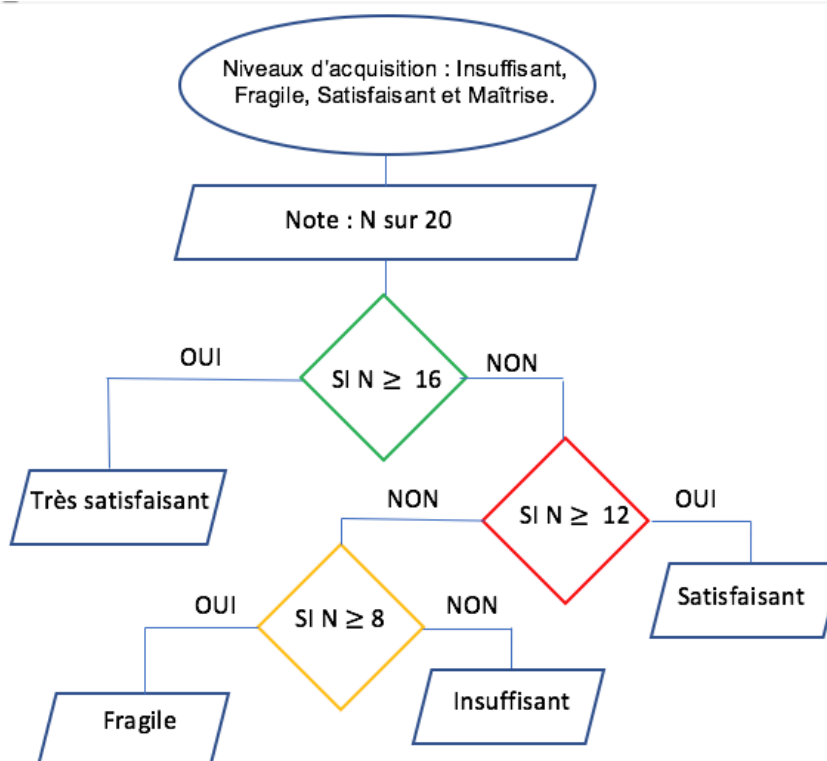 Niveaux d'acquisition : Insuffisant,
Fragile, Satisfaisant et Maîtrise.
Note : N sur 20
OUI
SI N ≥ 16
NON
Très satisfaisant
NON
SI N ≥ 12
OUI
Satisfaisant
OUI
SI N ≥ 8
NON
Insuffisant
Fragile